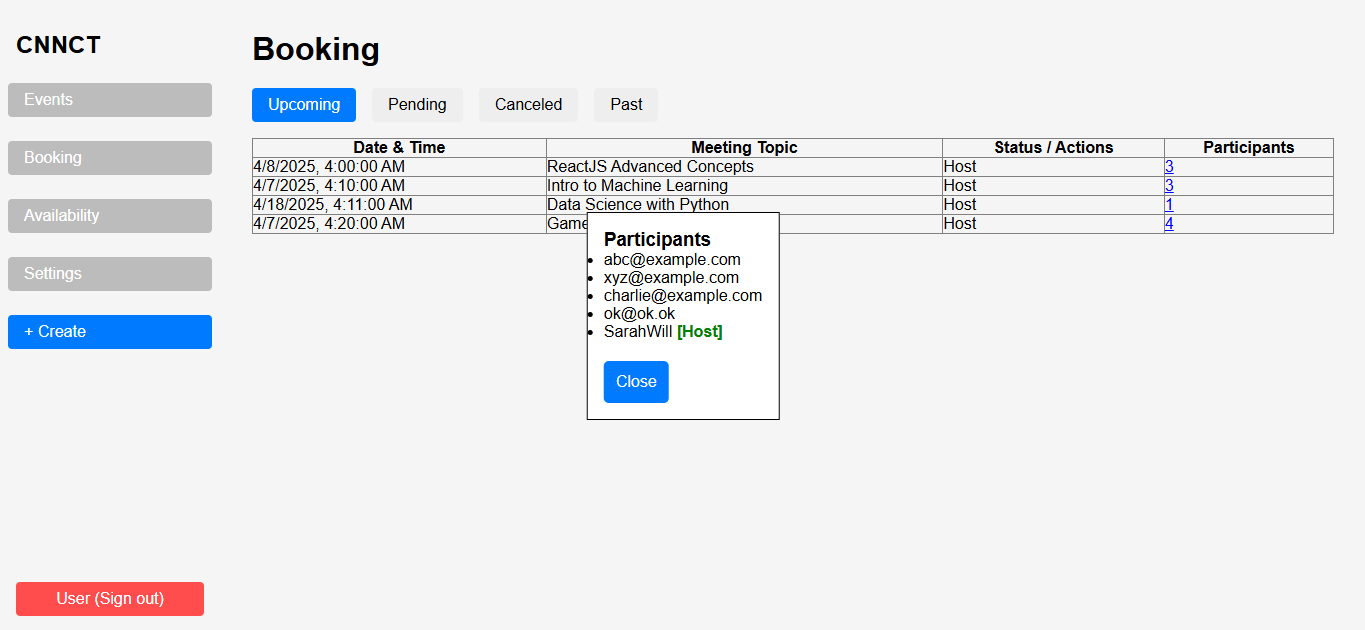 CNNCT
Events
Booking
Availability
Settings
+ Create
User (Sign out)
Booking
Upcoming Pending Canceled Past
Date & Time Meeting Topic Status / Actions Participants
4/8/2025, 4:00:00 AM ReactJS Advanced Concepts Host 3
4/7/2025, 4:10:00 AM Intro to Machine Learning Host 3
4/18/2025, 4:11:00 AM Data Science with Python Host 1
4/7/2025, 4:20:00 AM Game Host 4
Participants
abc@example.com
xyz@example.com
charlie@example.com
ok@ok.ok
SarahWill [Host]
Close